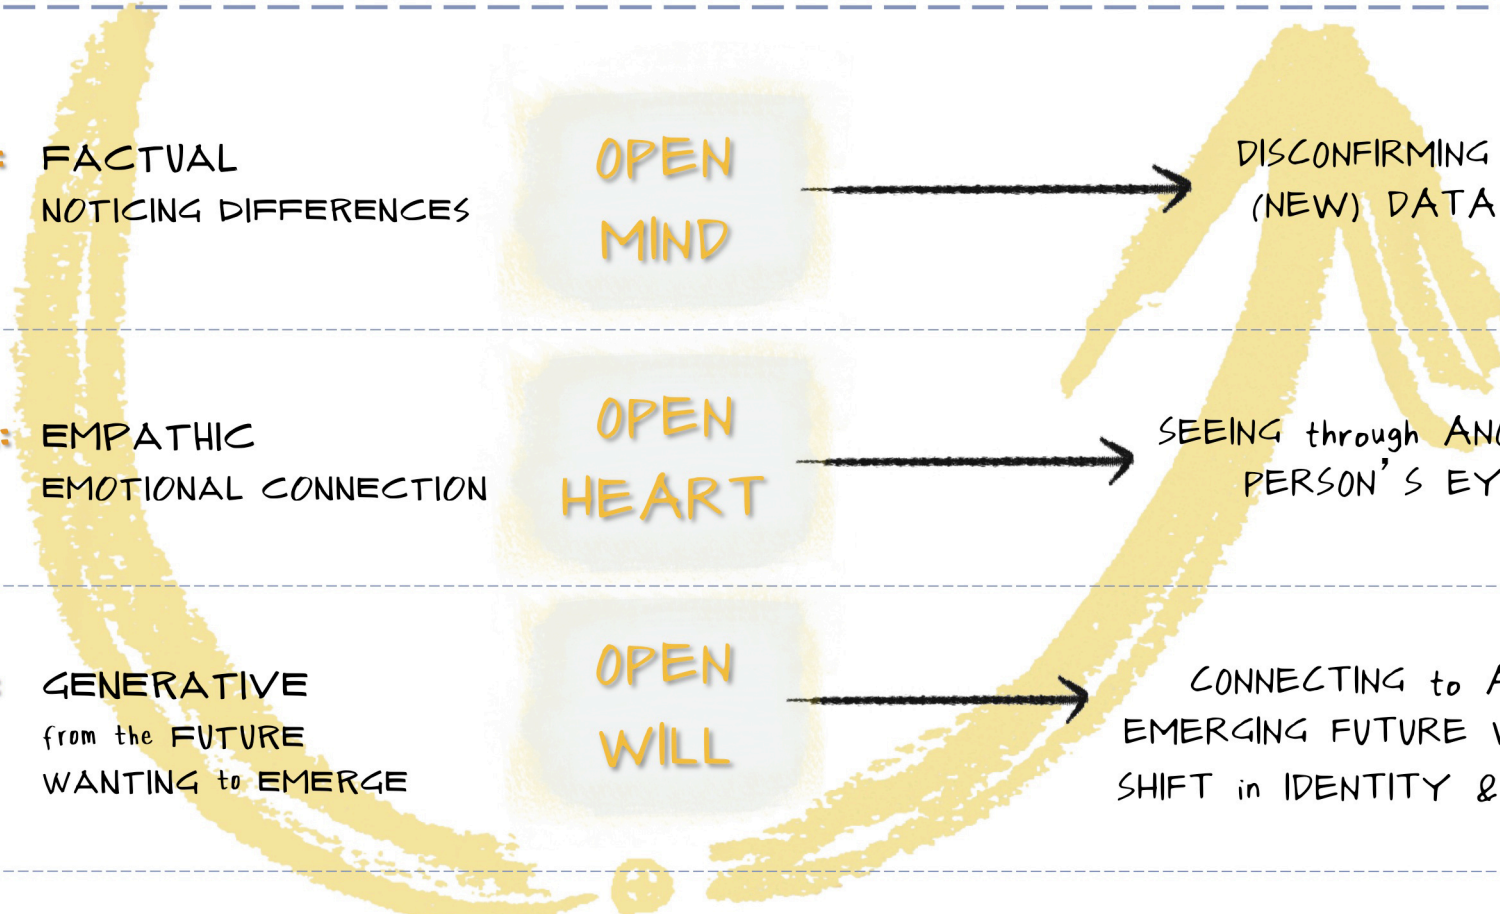 : FACTUAL
NOTICING DIFFERENCES
OPEN
MIND
DISCONFIRMING
(NEW) DATA
: EMPATHIC
EMOTIONAL CONNECTION
OPEN
HEART
SEEING through
PERSON'S
: GENERATIVE
from the FUTURE
WANTING to EMERGE
OPEN
WILL
CONNECTING to
EMERGING FUTURE
SHIFT in IDENTITY &